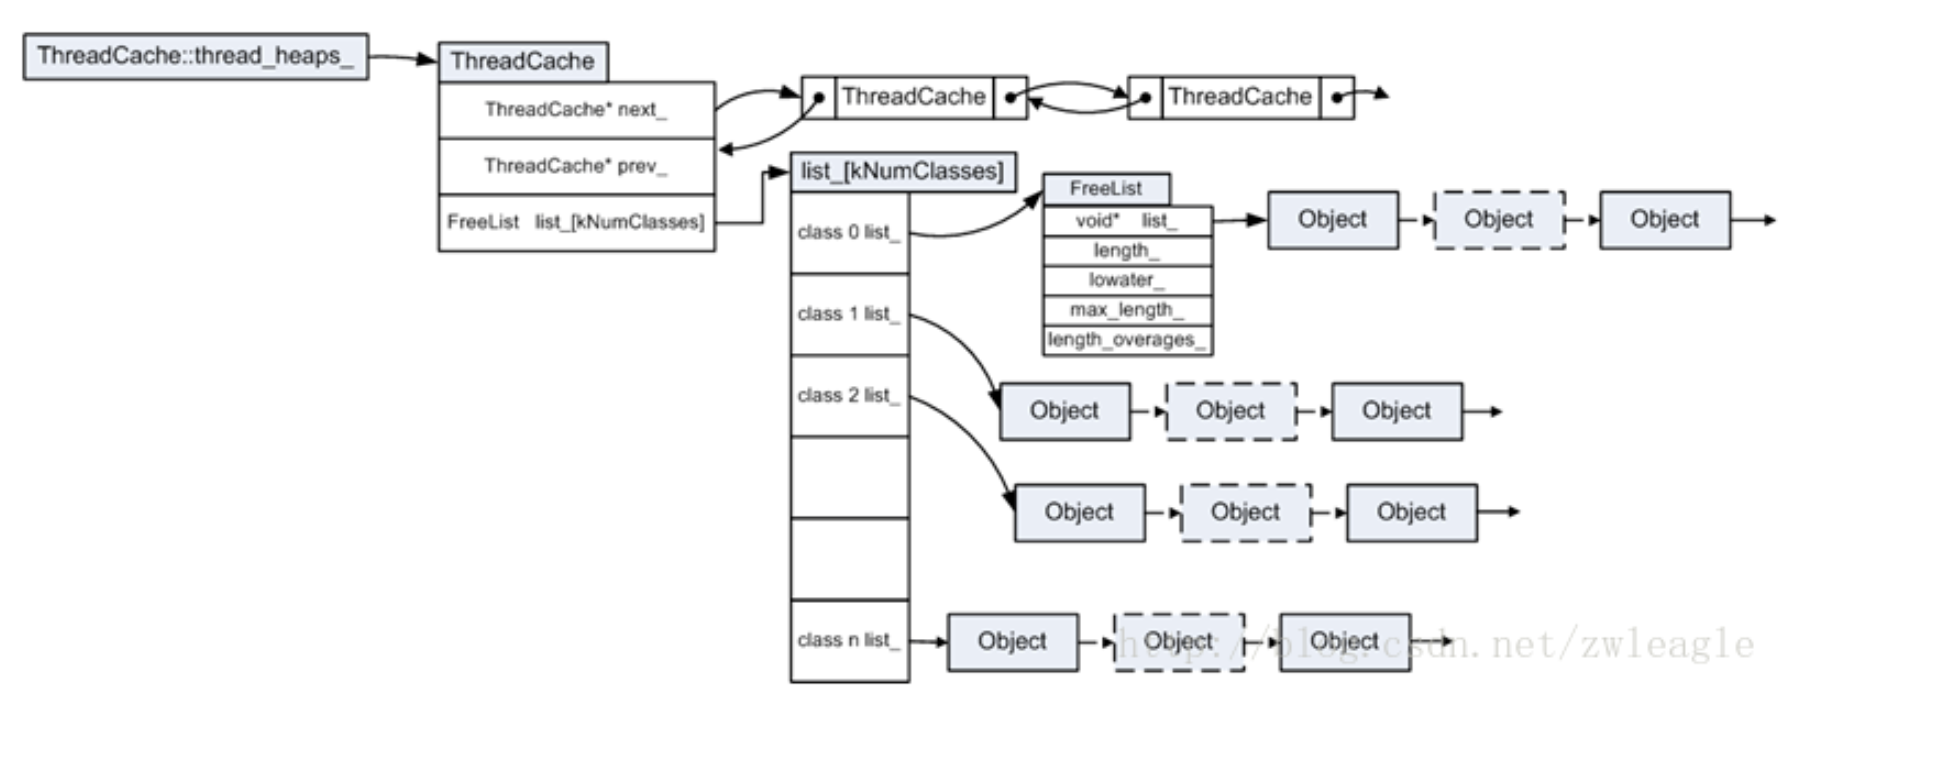 ThreadCache::thread_heaps_
ThreadCache
ThreadCache* next_
ThreadCache* prev_
FreeList list_[kNumClasses]
ThreadCache
ThreadCache
list_[kNumClasses]
class 0 list_
class 1 list_
class 2 list_
class n list_
FreeList
void* list_
length_
lowater_
max_length_
length_overages_
Object
Object
Object
Object
Object
Object
Object
Object
Object
Object
Object
Object
http://blog.csdn.net/zwleagle